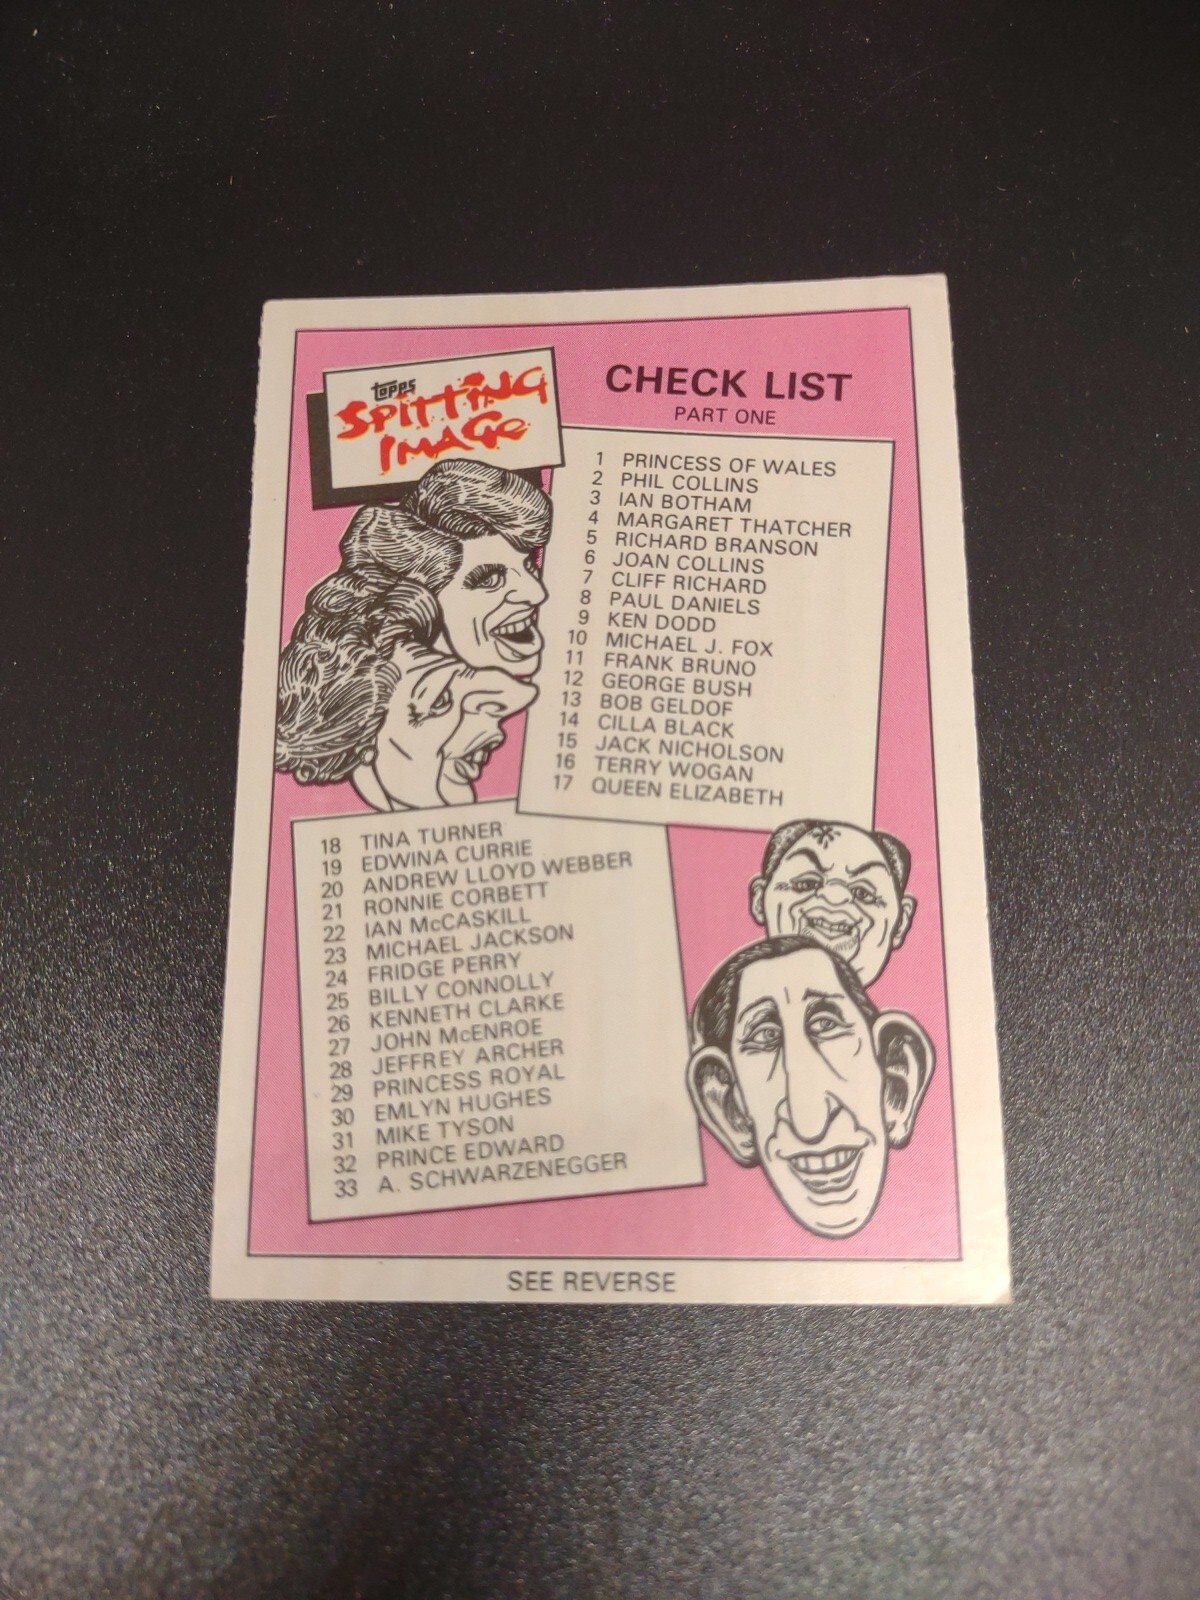 topps
SPITTING
IMAGE
CHECK LIST
PART ONE
1 PRINCESS OF WALES
2 PHIL COLLINS
3 IAN BOTHAM
4 MARGARET THATCHER
5 RICHARD BRANSON
6 JOAN COLLINS
7 CLIFF RICHARD
8 PAUL DANIELS
9 KEN DODD
10 MICHAEL J. FOX
11 FRANK BRUNO
12 GEORGE BUSH
13 BOB GELDOF
14 CILLA BLACK
15 JACK NICHOLSON
16 TERRY WOGAN
17 QUEEN ELIZABETH
18 TINA TURNER
19 EDWINA CURRIE
20 ANDREW LLOYD WEBBER
21 RONNIE CORBETT
22 IAN McCASKILL
23 MICHAEL JACKSON
24 FRIDGE PERRY
25 BILLY CONNOLLY
26 KENNETH CLARKE
27 JOHN McENROE
28 JEFFREY ARCHER
29 PRINCESS ROYAL
30 EMLYN HUGHES
31 MIKE TYSON
32 PRINCE EDWARD
33 A. SCHWARZENEGGER
SEE REVERSE